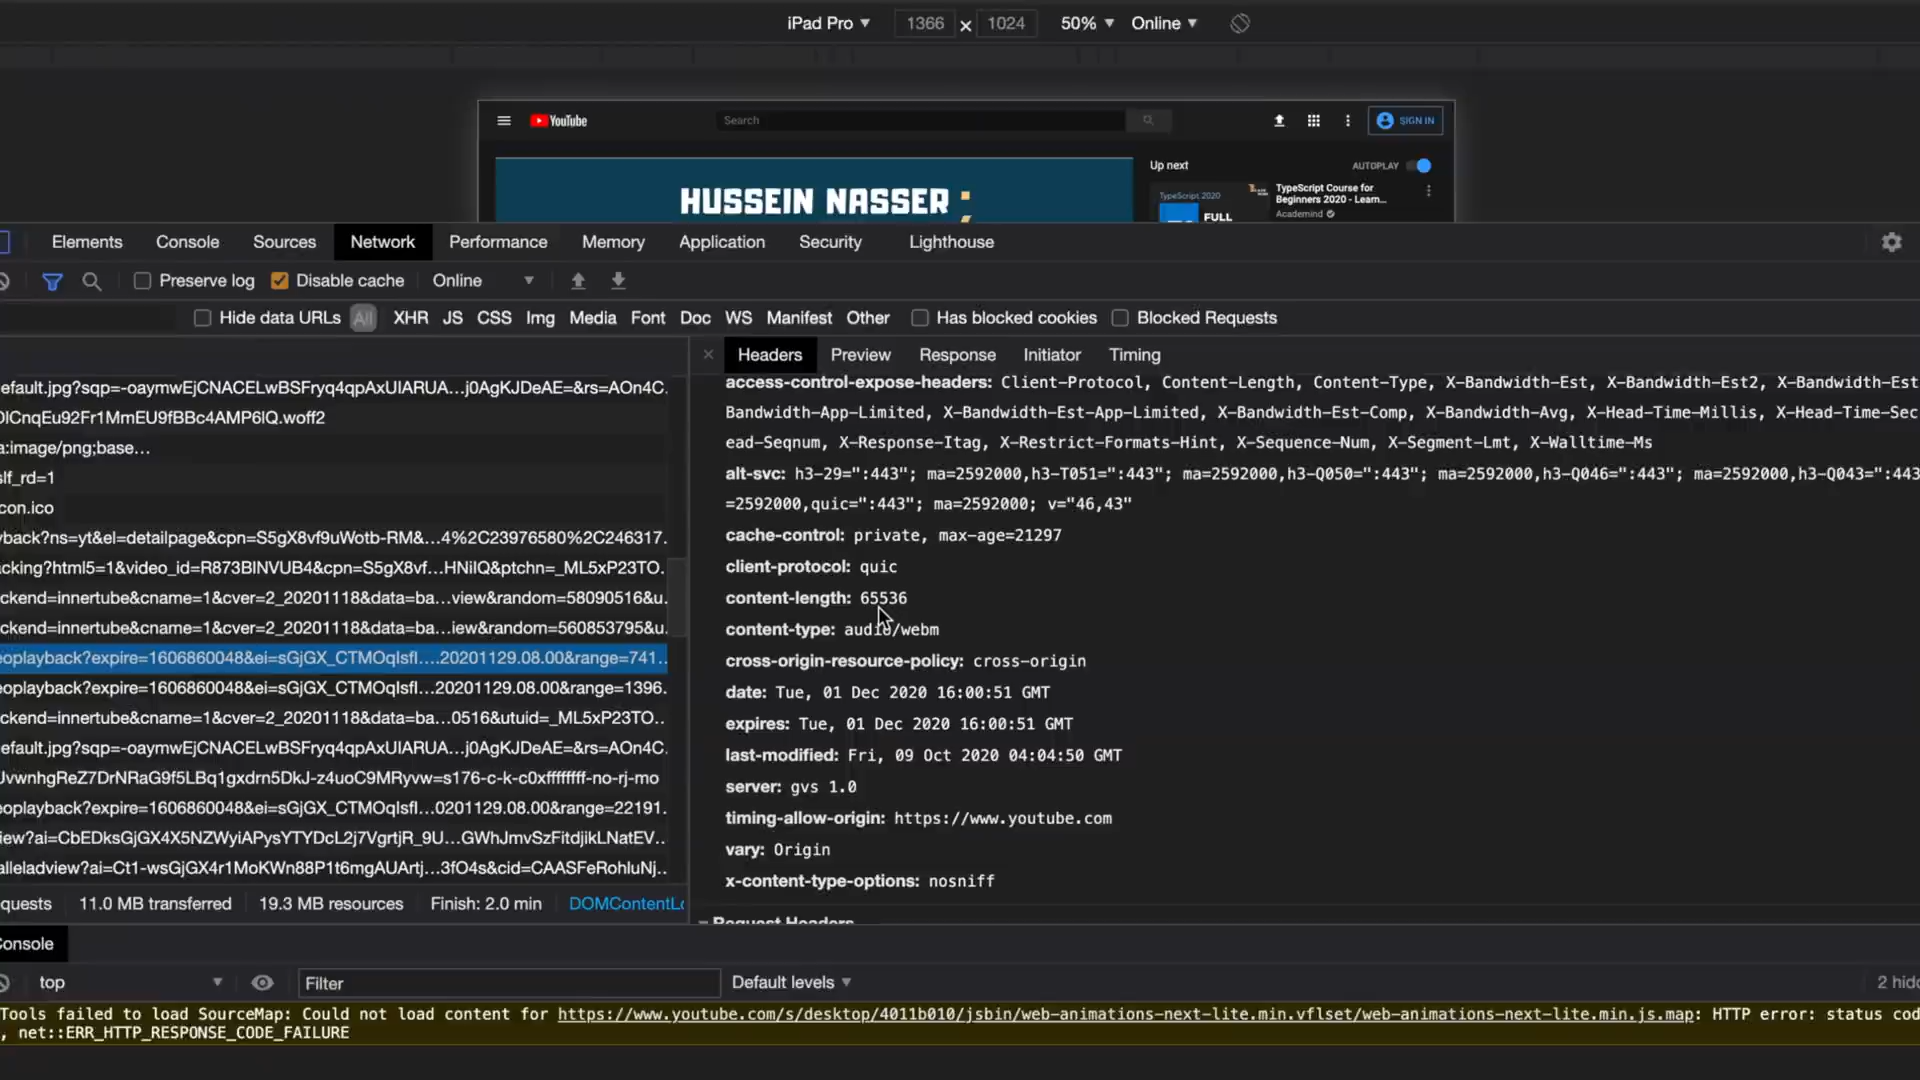 iPad Pro ▼ 1366 x 1024 50% ▼ Online ▼
YouTube Search SIGN IN
Up next AUTOPLAY
HUSSEIN NASSER
TypeScript 2020 TypeScript Course for
Beginners 2020 - Learn...
FULL Academind
Elements Console Sources Network Performance Memory Application Security Lighthouse
Preserve log Disable cache Online
Hide data URLs All XHR JS CSS Img Media Font Doc WS Manifest Other Has blocked cookies Blocked Requests
Headers Preview Response Initiator Timing
efault.jpg?sqp=-oaymwEjCNACELwBSFryq4qpAxUIARUA…j0AgKJDeAE=&rs=AOn4C.
DlCnqEu92Fr1MmEU9fBBc4AMP6lQ.woff2
a:image/png;base…
slf_rd=1
con.ico
yback?ns=yt&el=detailpage&cpn=S5gX8vf9uWotb-RM&…4%2C23976580%2C246317.
cking?html5=1&video_id=R873BlNVUB4&cpn=S5gX8vf…HNiIQ&ptchn=_ML5xP23TO.
ckend=innertube&cname=1&cver=2_20201118&data=ba…view&random=58090516&u.
ckend=innertube&cname=1&cver=2_20201118&data=ba…iew&random=560853795&u.
eoplayback?expire=1606860048&ei=sGjGX_CTMOqIsfI….20201129.08.00&range=741..
eoplayback?expire=1606860048&ei=sGjGX_CTMOqIsfI…20201129.08.00&range=1396.
ckend=innertube&cname=1&cver=2_20201118&data=ba…0516&utuid=_ML5xP23TO..
efault.jpg?sqp=-oaymwEjCNACELwBSFryq4qpAxUIARUA…j0AgKJDeAE=&rs=AOn4C.
JvwnhgReZ7DrNRaG9f5LBq1gxdrn5DkJ-z4uoC9MRyvw=s176-c-k-c0xffffffff-no-rj-mo
eoplayback?expire=1606860048&ei=sGjGX_CTMOqIsfI…0201129.08.00&range=22191.
iew?ai=CbEDksGjGX4X5NZWyiAPysYTYDcL2j7VgrtjR_9U…GWhJmvSzFitdjikLNatEV..
alleladview?ai=Ct1-wsGjGX4r1MoKWn88P1t6mgAUArtj…3fO4s&cid=CAASFeRohluNj..
quests 11.0 MB transferred 19.3 MB resources Finish: 2.0 min DOMContentLo
access-control-expose-headers: Client-Protocol, Content-Length, Content-Type, X-Bandwidth-Est, X-Bandwidth-Est2, X-Bandwidth-Est
Bandwidth-App-Limited, X-Bandwidth-Est-App-Limited, X-Bandwidth-Est-Comp, X-Bandwidth-Avg, X-Head-Time-Millis, X-Head-Time-Sec
ead-Seqnum, X-Response-Itag, X-Restrict-Formats-Hint, X-Sequence-Num, X-Segment-Lmt, X-Walltime-Ms
alt-svc: h3-29=":443"; ma=2592000,h3-T051=":443"; ma=2592000,h3-Q050=":443"; ma=2592000,h3-Q046=":443"; ma=2592000,h3-Q043=":443
=2592000,quic=":443"; ma=2592000; v="46,43"
cache-control: private, max-age=21297
client-protocol: quic
content-length: 65536
content-type: audio/webm
cross-origin-resource-policy: cross-origin
date: Tue, 01 Dec 2020 16:00:51 GMT
expires: Tue, 01 Dec 2020 16:00:51 GMT
last-modified: Fri, 09 Oct 2020 04:04:50 GMT
server: gvs 1.0
timing-allow-origin: https://www.youtube.com
vary: Origin
x-content-type-options: nosniff
Request Headers
Console
top Filter Default levels ▼ 2 hidd
Tools failed to load SourceMap: Could not load content for https://www.youtube.com/s/desktop/4011b010/jsbin/web-animations-next-lite.min.vflset/web-animations-next-lite.min.js.map: HTTP error: status cod
, net::ERR_HTTP_RESPONSE_CODE_FAILURE